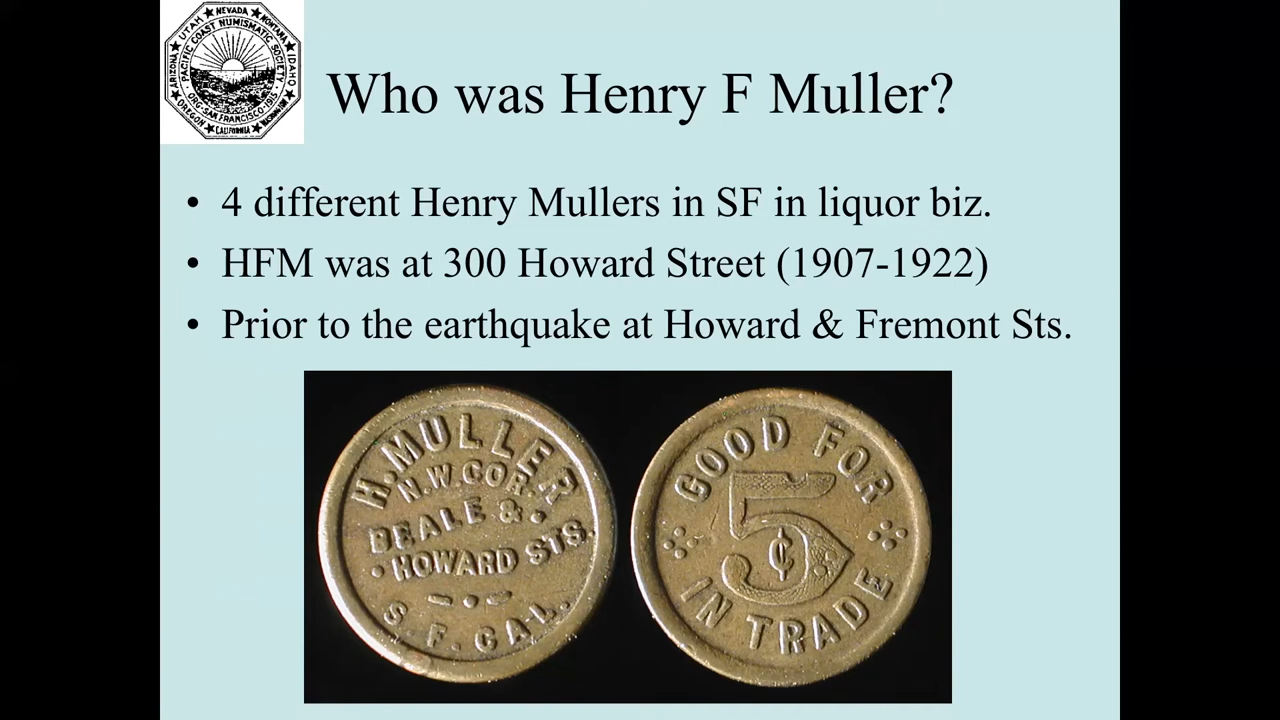 UTAH ★ NEVADA ★ MONTANA
ARIZONA
IDAHO
PACIFIC COAST NUMISMATIC SOCIETY
ORG. SAN FRANCISCO 1915
OREGON
WASHINGTON
CALIFORNIA
Who was Henry F Muller?
• 4 different Henry Mullers in SF in liquor biz.
• HFM was at 300 Howard Street (1907-1922)
• Prior to the earthquake at Howard & Fremont Sts.
H. MULLER
N.W. COR.
BEALE &
HOWARD STS.
S. F. CAL.
GOOD FOR
5¢
IN TRADE